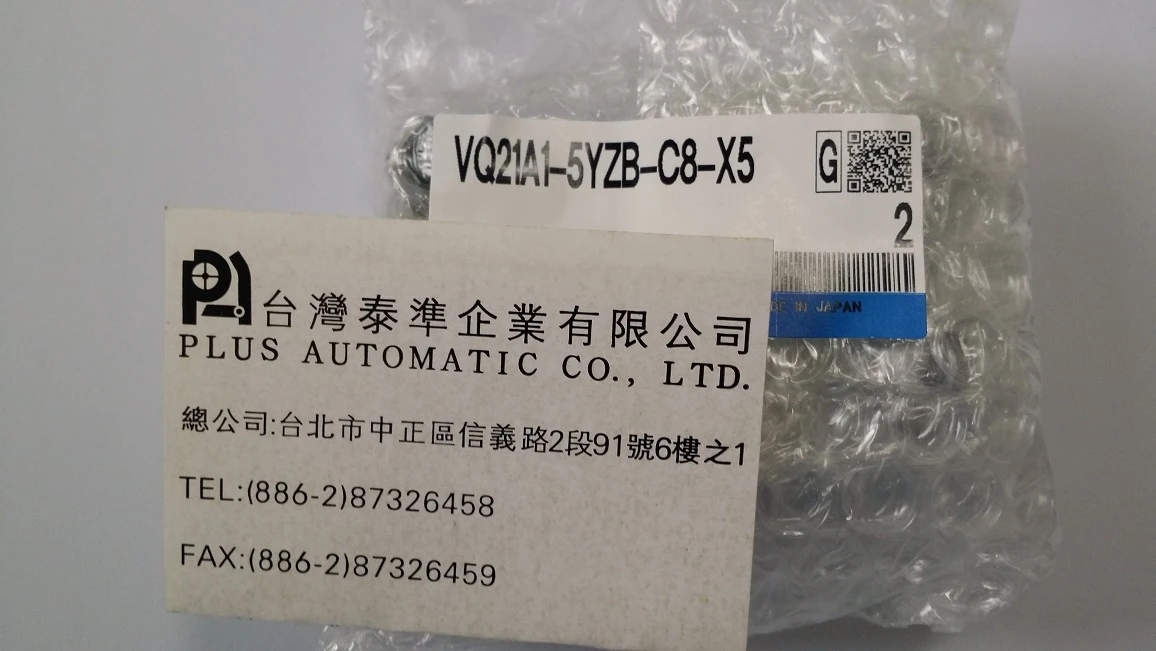 VQ21A1-5YZB-C8-X5
G
2
IN JAPAN
台灣泰準企業有限公司
PLUS AUTOMATIC CO., LTD.
總公司:台北市中正區信義路2段91號6樓之1
TEL:(886-2)87326458
FAX:(886-2)87326459